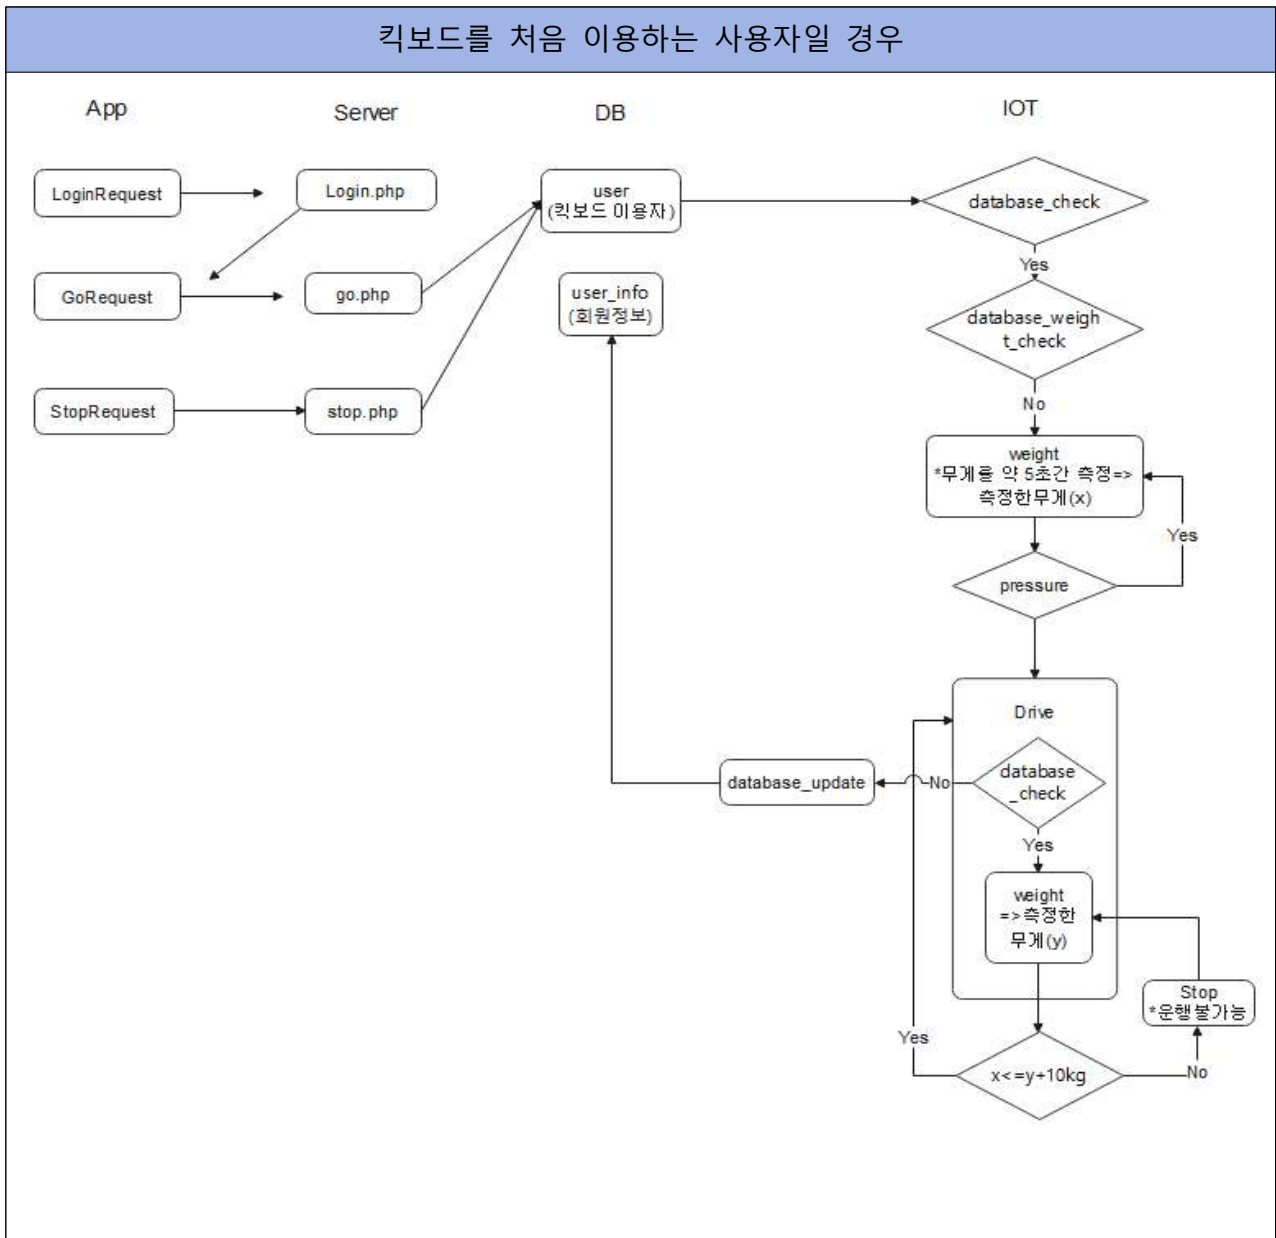 킥보드를 처음 이용하는 사용자일 경우
App
Server
DB
IOT
LoginRequest
Login.php
user
(킥보드 이용자)
database_check
Yes
GoRequest
go.php
user_info
(회원정보)
database_weigh
t_check
No
StopRequest
stop.php
weight
*무게를 약 5초간 측정=>
측정한무게(x)
Yes
pressure
Drive
database
_check
No
database_update
Yes
weight
=>측정한
무게(y)
Stop
*운행불가능
Yes
x<=y+10kg
No